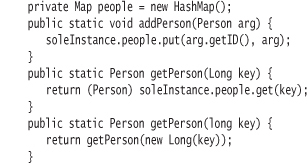 private Map people = new HashMap();
public static void addPerson(Person arg) {
soleInstance.people.put(arg.getID(), arg);
}
public static Person getPerson(Long key) {
return (Person) soleInstance.people.get(key);
}
public static Person getPerson(long key) {
return getPerson(new Long(key));
}